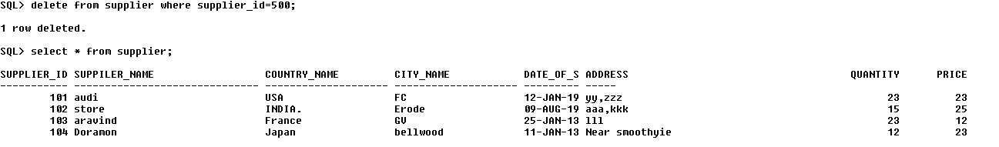 SQL> delete from supplier where supplier_id=500;
1 row deleted.
SQL> select * from supplier;
SUPPLIER_ID SUPPILER_NAME COUNTRY_NAME CITY_NAME DATE_OF_S ADDRESS QUANTITY PRICE
----------- ------------------------------ -------------------- -------------------- --------- ---------------------------------------- ---------- ----------
101 audi USA FC 12-JAN-19 yy,zzz 23 23
102 store INDIA. Erode 09-AUG-19 aaa,kkk 15 25
103 aravind France GV 25-JAN-13 lll 23 12
104 Doramon Japan bellwood 11-JAN-13 Near smoothyie 12 23